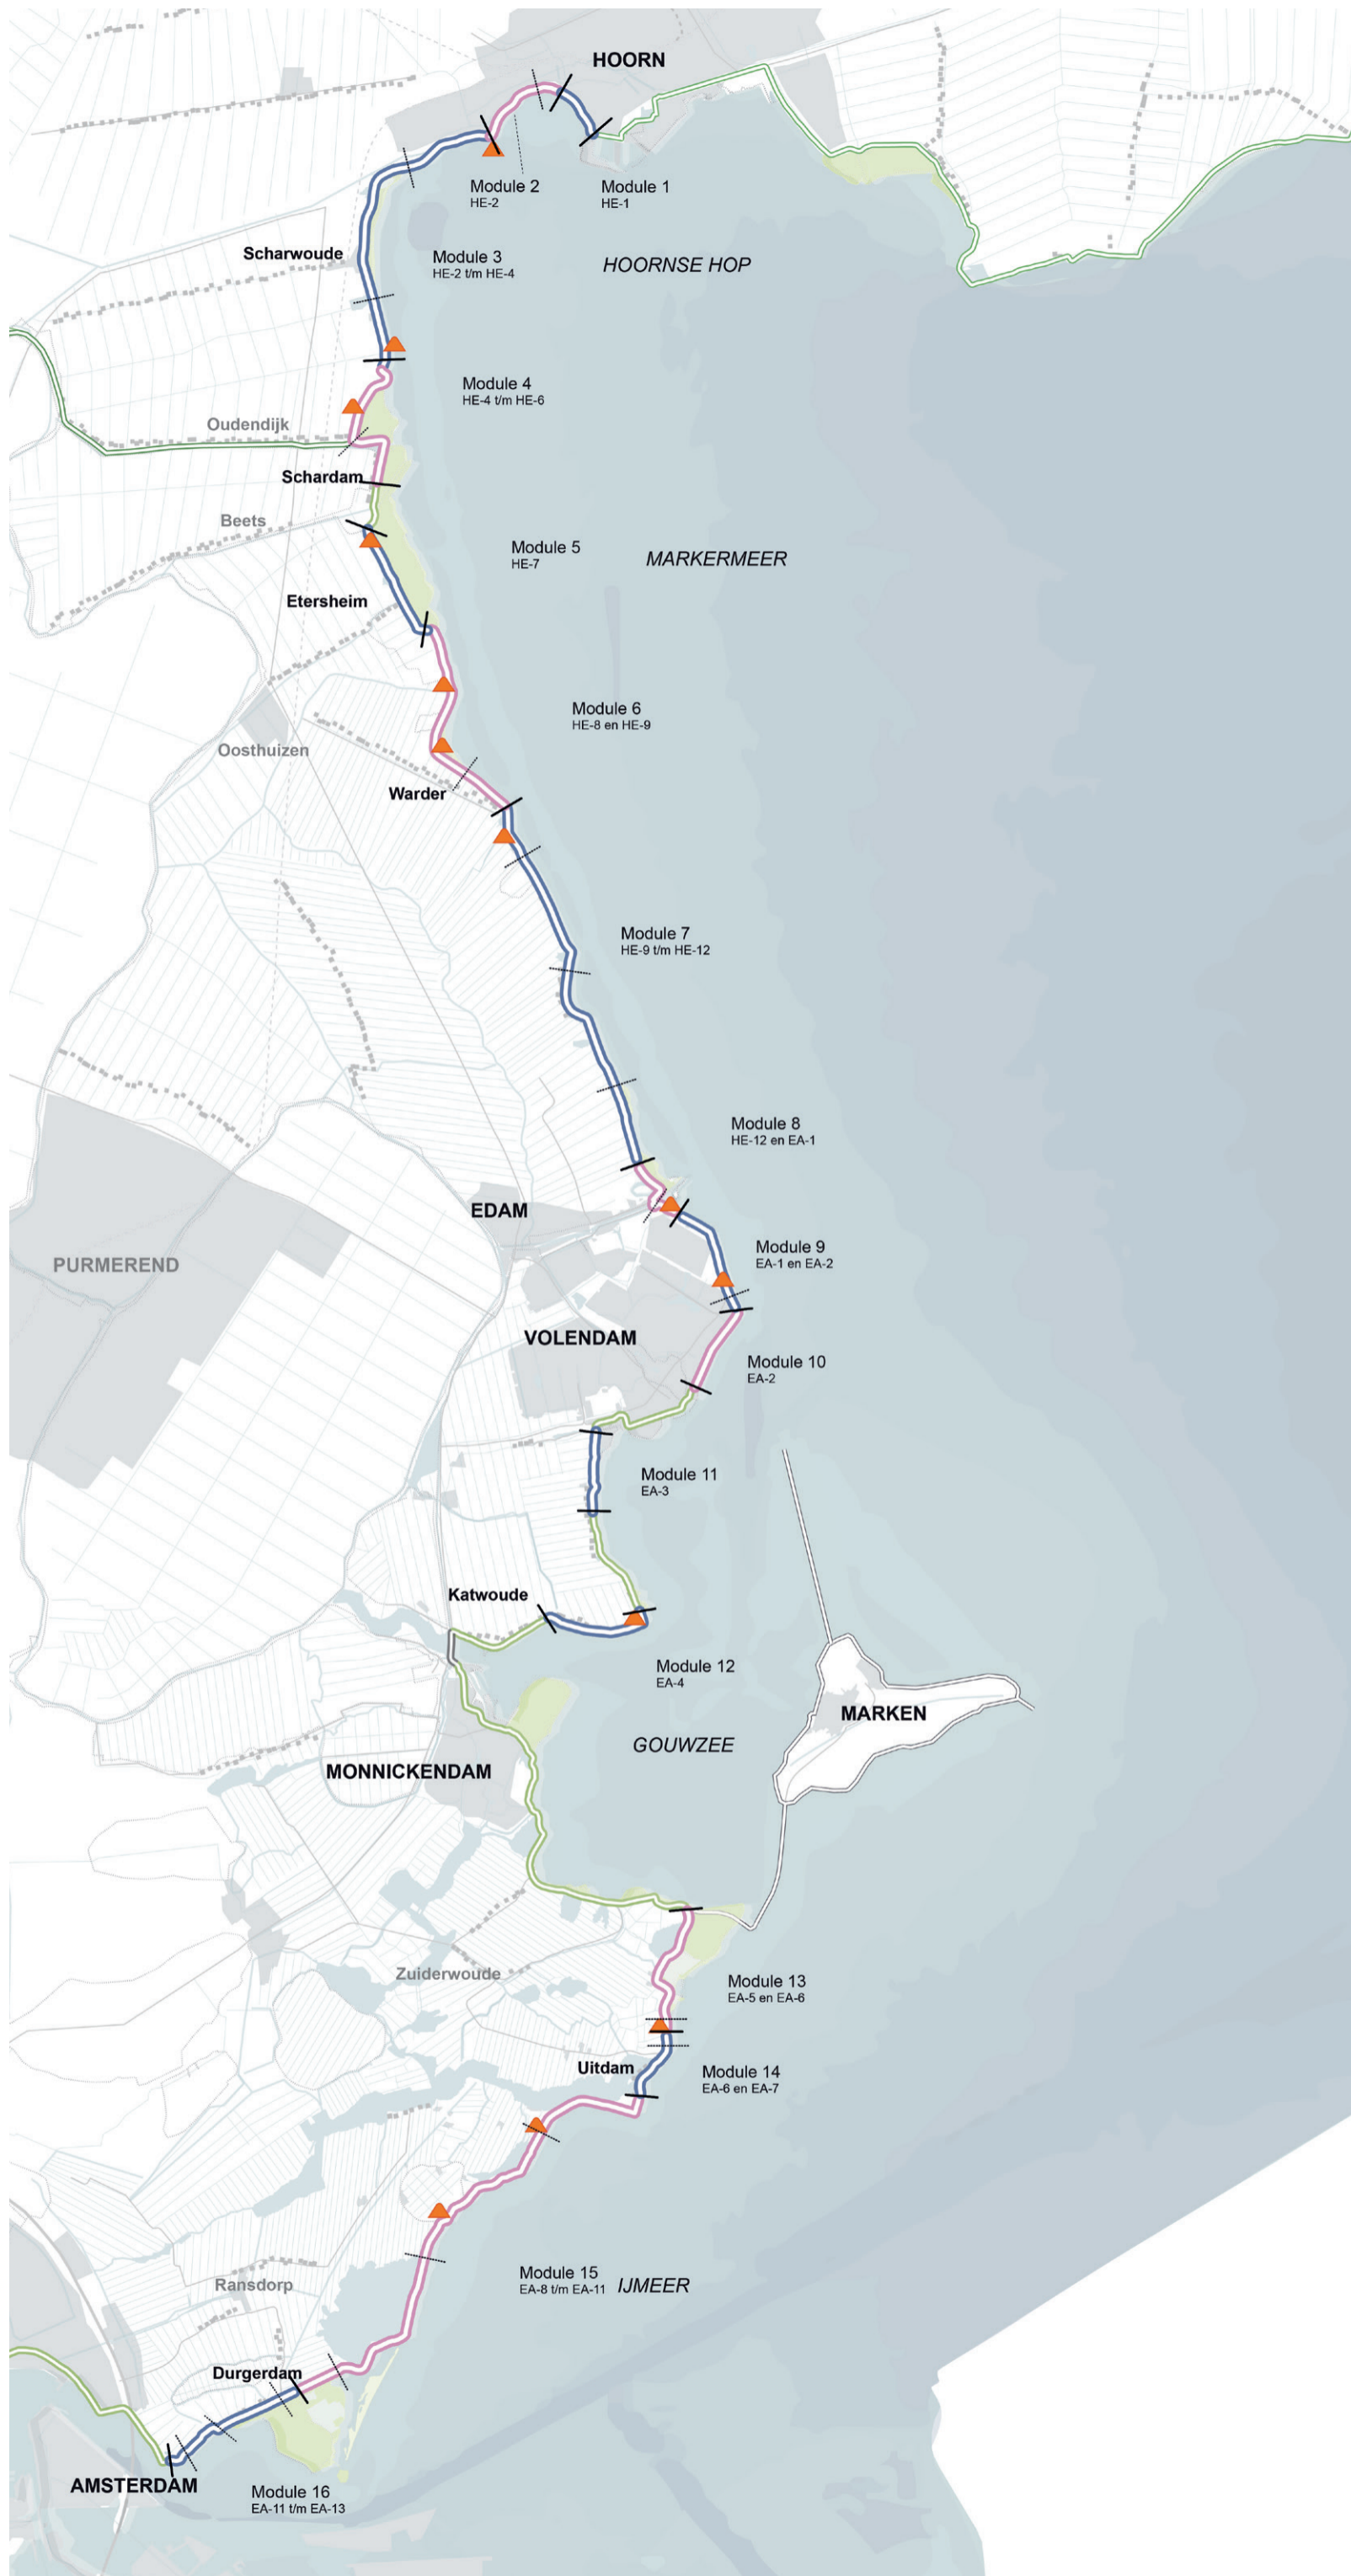 HOORN
Module 2
HE-2
Module 1
HE-1
Scharwoude
Module 3
HE-2 t/m HE-4
HOORNSE HOP
Module 4
HE-4 t/m HE-6
Oudendijk
Schardam
Beets
Module 5
HE-7
MARKERMEER
Etersheim
Module 6
HE-8 en HE-9
Oosthuizen
Warder
Module 7
HE-9 t/m HE-12
Module 8
HE-12 en EA-1
EDAM
Module 9
EA-1 en EA-2
PURMEREND
VOLENDAM
Module 10
EA-2
Module 11
EA-3
Katwoude
Module 12
EA-4
MARKEN
GOUWZEE
MONNICKENDAM
Zuiderwoude
Module 13
EA-5 en EA-6
Uitdam
Module 14
EA-6 en EA-7
Module 15
EA-8 t/m EA-11
IJMEER
Ransdorp
Durgerdam
AMSTERDAM
Module 16
EA-11 t/m EA-13